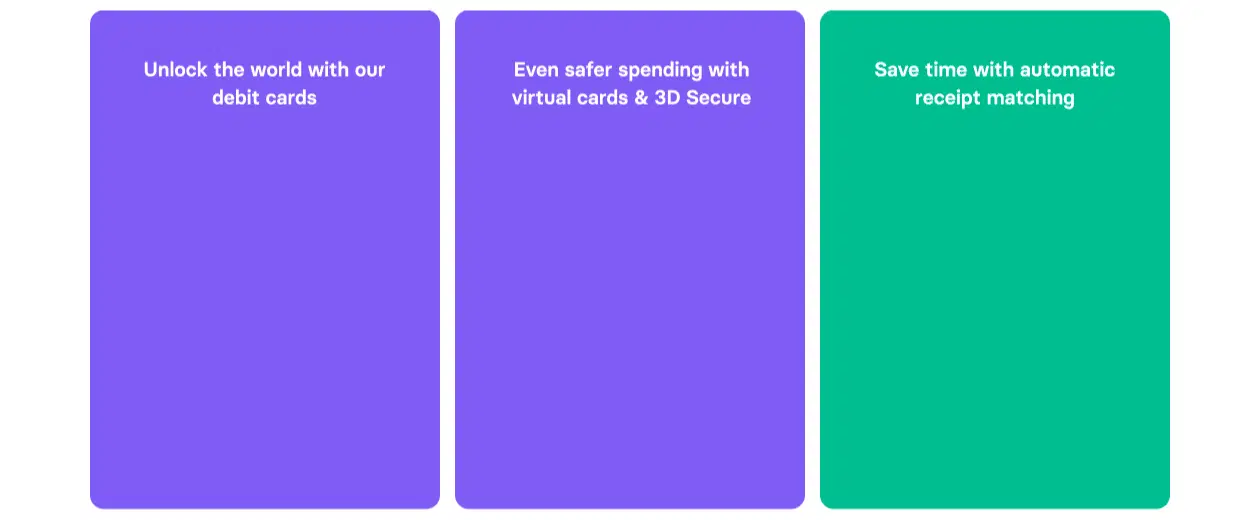 Unlock the world with our
debit cards
Even safer spending with
virtual cards & 3D Secure
Save time with automatic
receipt matching